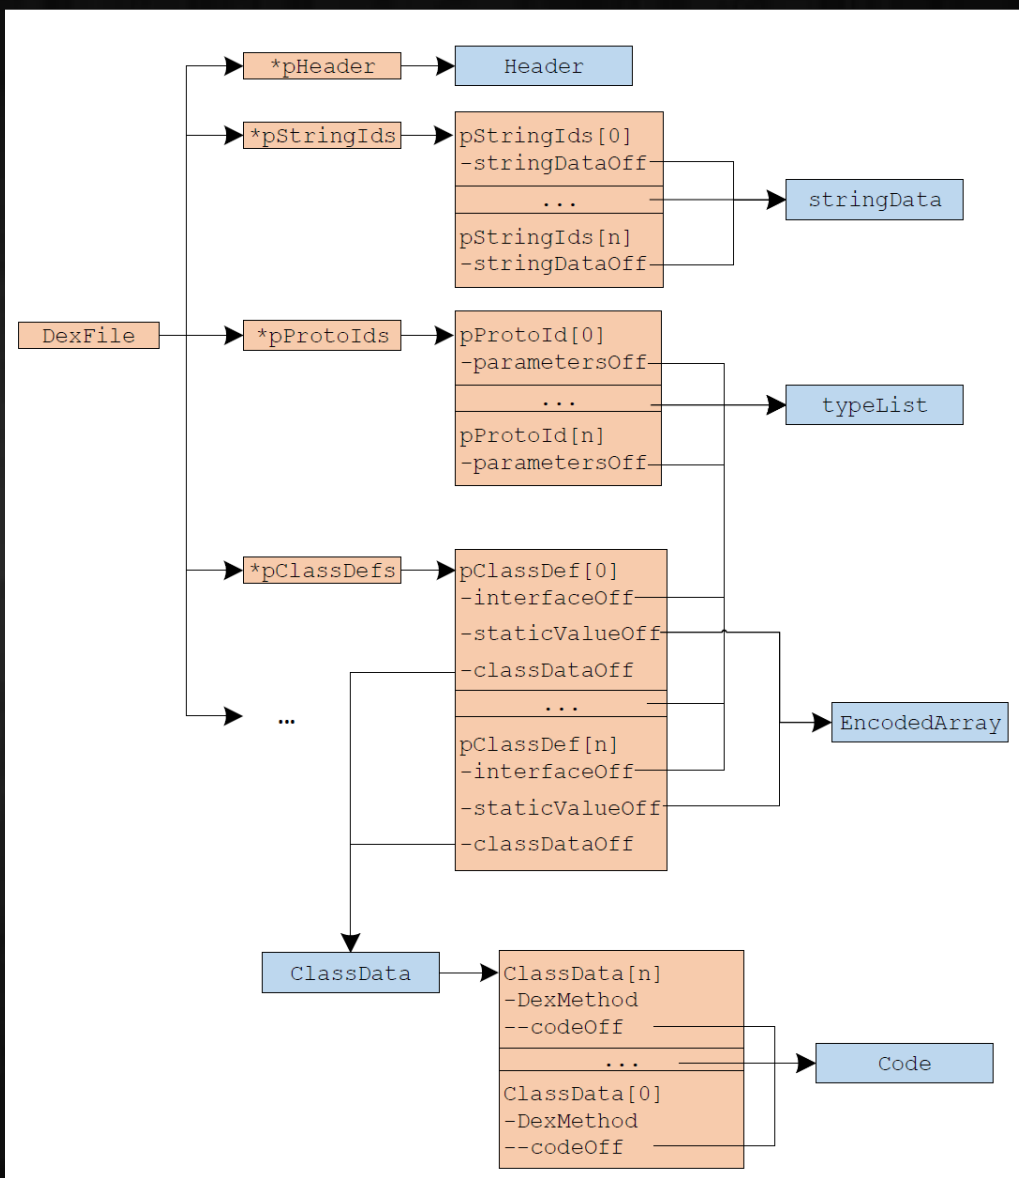 *pHeader
Header
*pStringIds
pStringIds[0]
-stringDataOff
...
pStringIds[n]
-stringDataOff
stringData
DexFile
*pProtoIds
pProtoId[0]
-parametersOff
...
pProtoId[n]
-parametersOff
typeList
*pClassDefs
pClassDef[0]
-interfaceOff
-staticValueOff
-classDataOff
...
pClassDef[n]
-interfaceOff
-staticValueOff
-classDataOff
...
EncodedArray
ClassData
ClassData[n]
-DexMethod
--codeOff
...
ClassData[0]
-DexMethod
--codeOff
Code